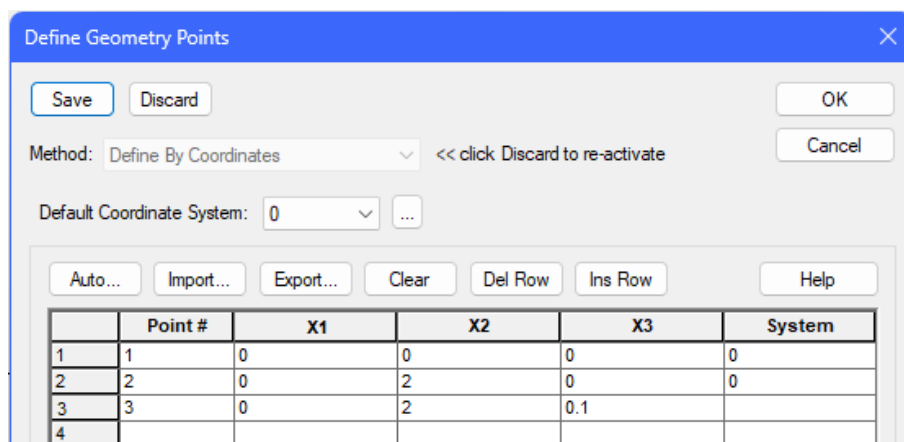 Define Geometry Points
Save Discard OK
Method: Define By Coordinates << click Discard to re-activate Cancel
Default Coordinate System: 0 ...
Auto... Import... Export... Clear Del Row Ins Row Help
Point # X1 X2 X3 System
1 1 0 0 0 0
2 2 0 2 0 0
3 3 0 2 0.1
4